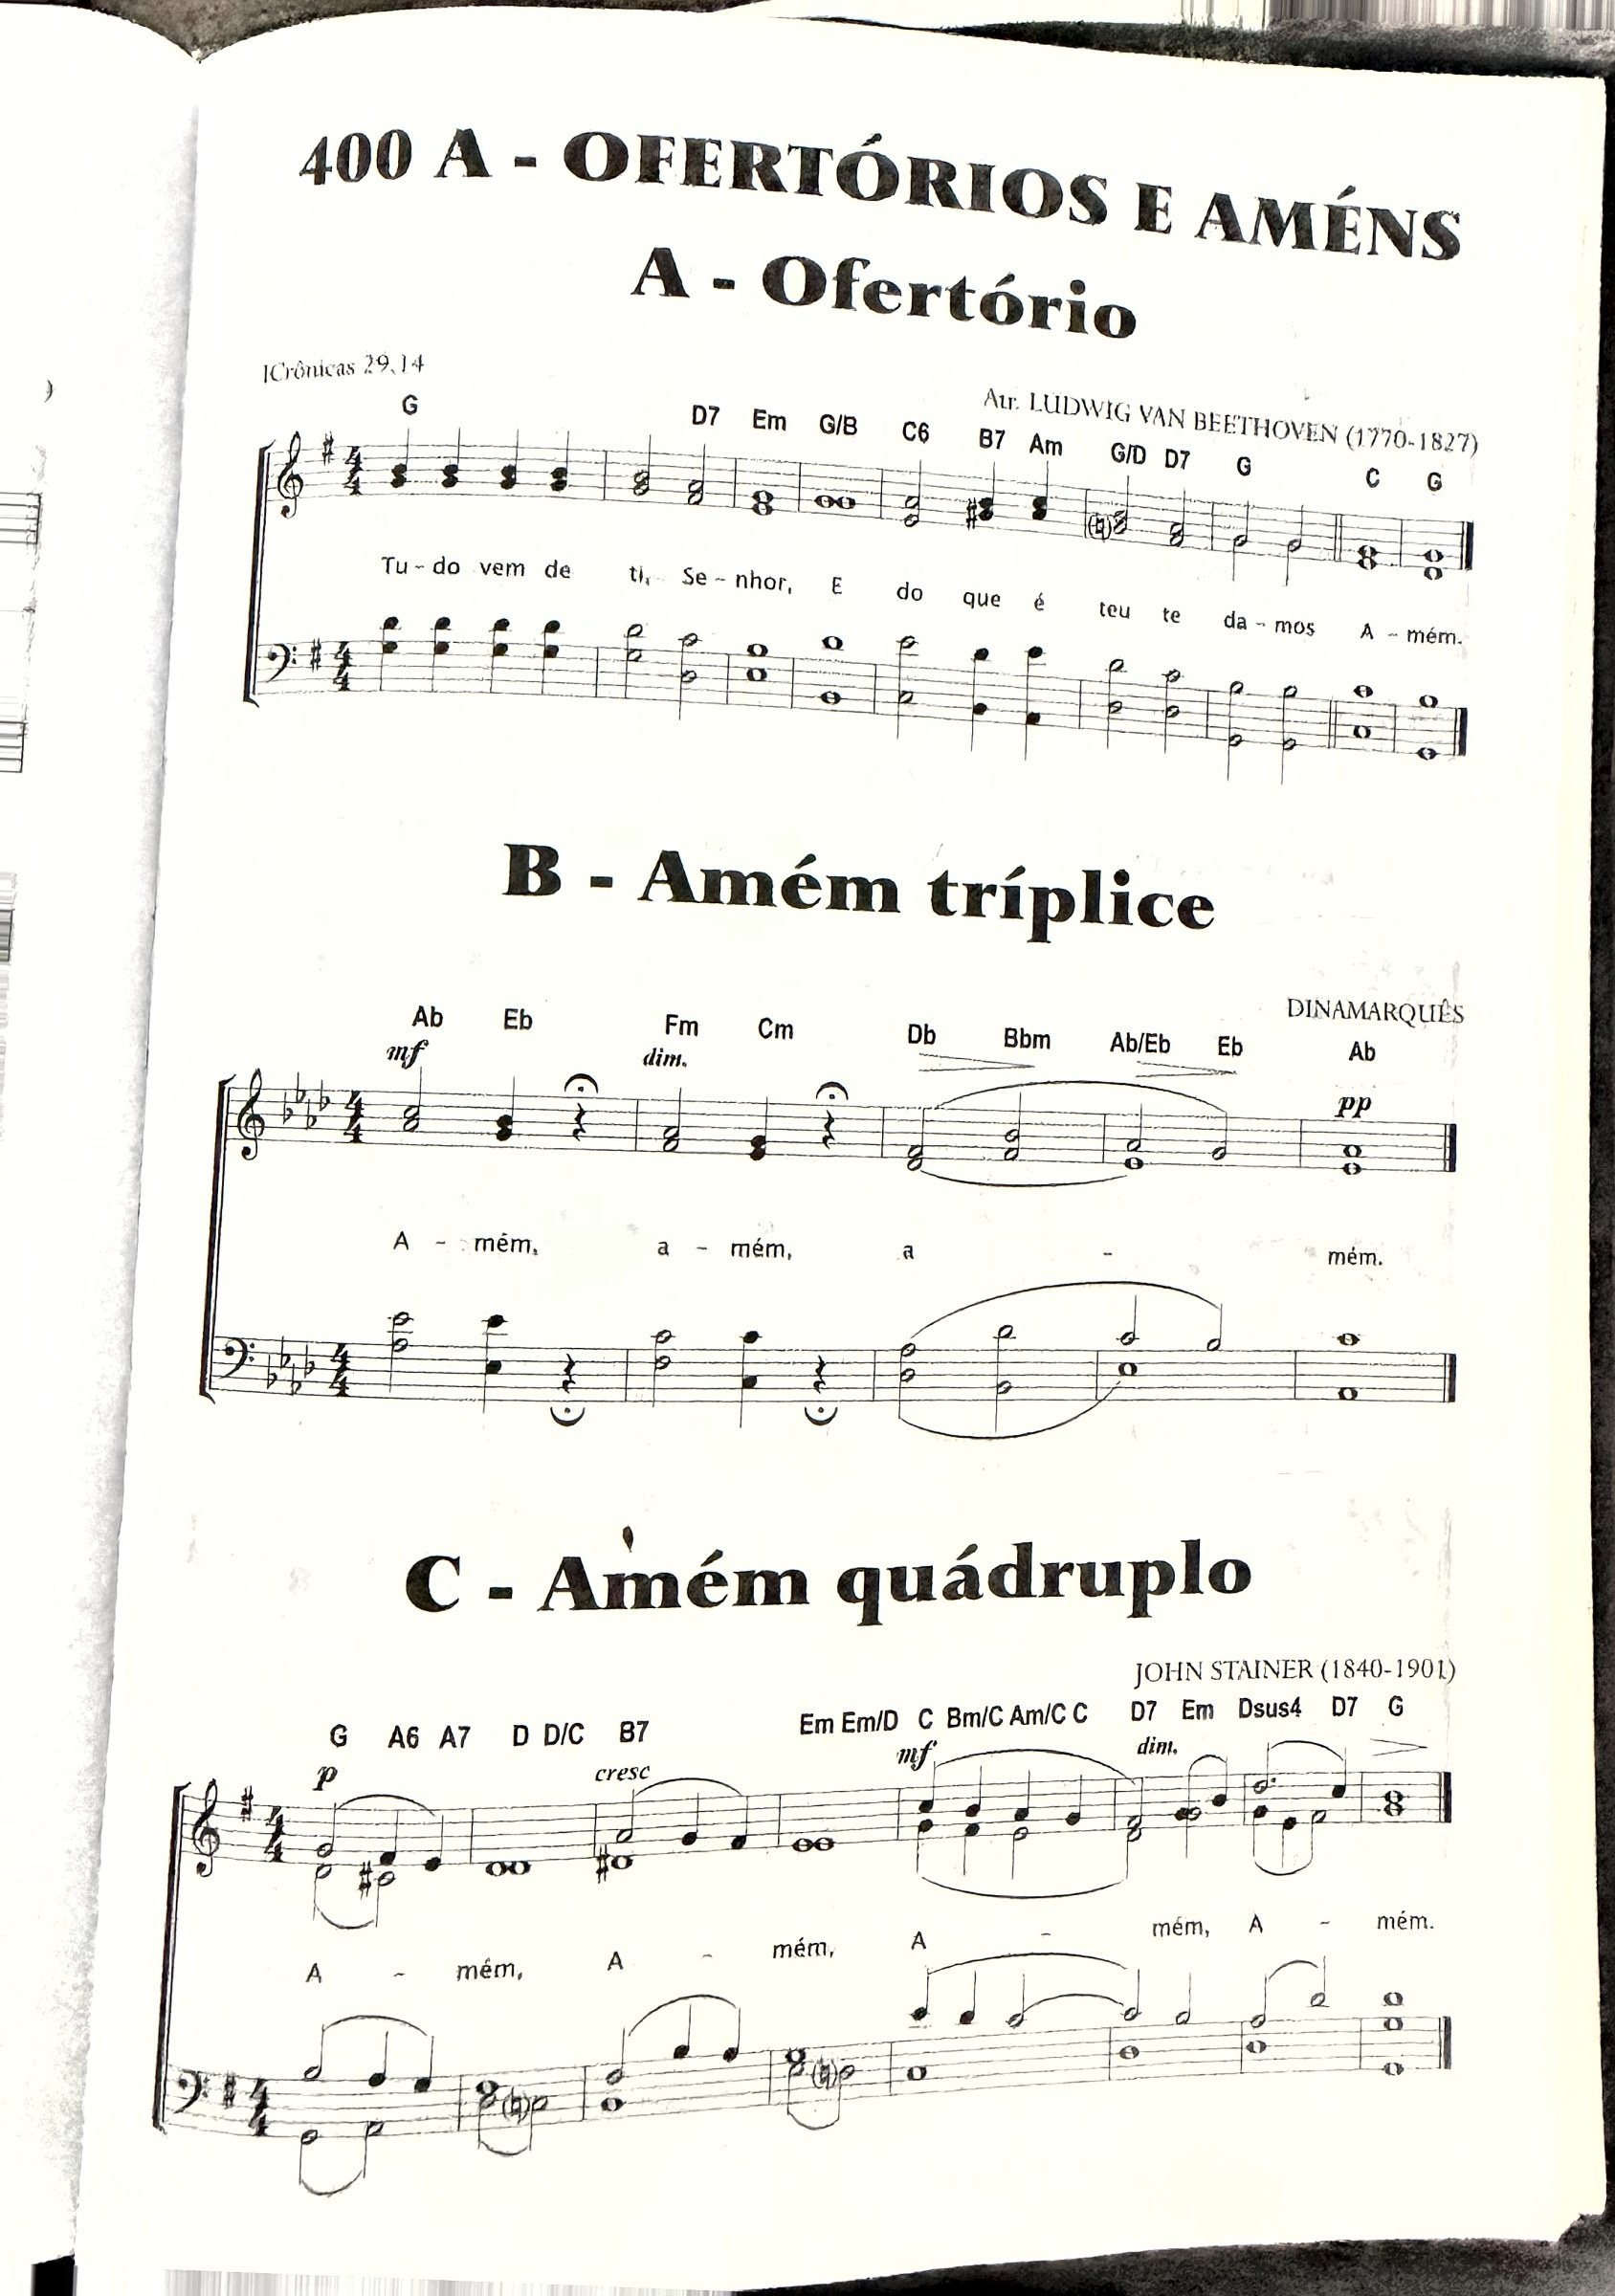 400 A - OFERTÓRIOS E AMÉNS
A - Ofertório
ICrônicas 29,14
Atr. LUDWIG VAN BEETHOVEN (1770-1827)
G D7 Em G/B C6 B7 Am G/D D7 G C G
Tu - do vem de ti, Se - nhor, E do que é teu te da - mos A - mém.
B - Amém tríplice
DINAMARQUÊS
Ab Eb Fm Cm Db Bbm Ab/Eb Eb Ab
mf dim. pp
A - mém, a - mém, a - mém.
C - Amém quádruplo
JOHN STAINER (1840-1901)
G A6 A7 D D/C B7 Em Em/D C Bm/C Am/C C D7 Em Dsus4 D7 G
p cresc mf dim.
A - mém, A - mém, A - mém, A - mém.